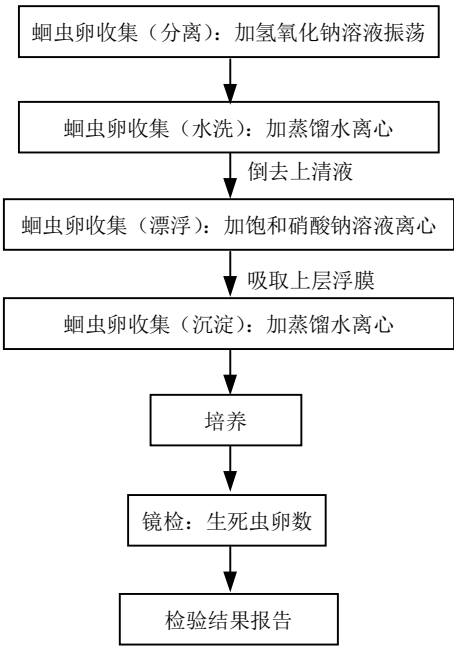 蛔虫卵收集（分离）：加氢氧化钠溶液振荡
蛔虫卵收集（水洗）：加蒸馏水离心
倒去上清液
蛔虫卵收集（漂浮）：加饱和硝酸钠溶液离心
吸取上层浮膜
蛔虫卵收集（沉淀）：加蒸馏水离心
培养
镜检：生死虫卵数
检验结果报告